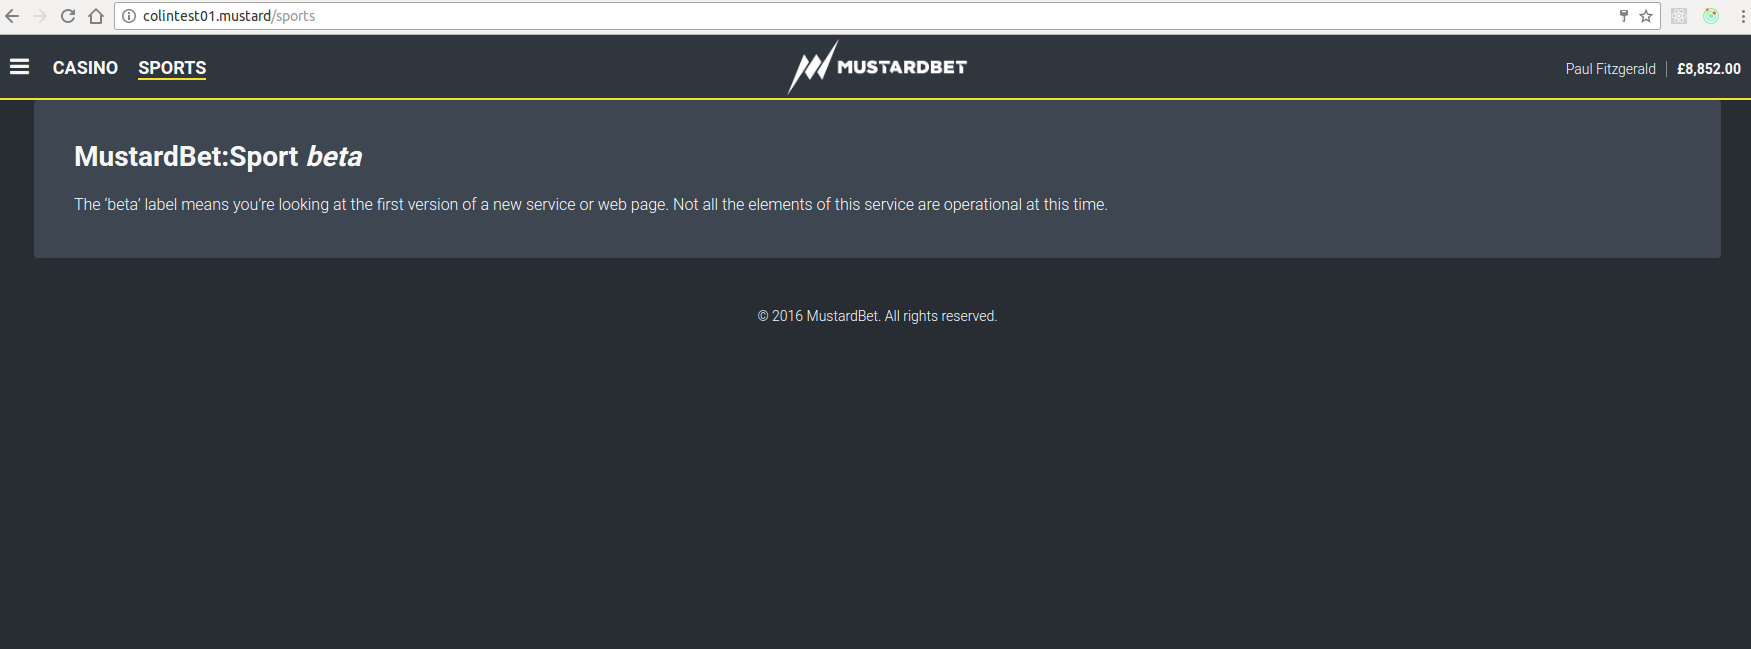 colintest01.mustard/sports
CASINO SPORTS MUSTARDBET Paul Fitzgerald £8,852.00
MustardBet:Sport beta
The ‘beta’ label means you’re looking at the first version of a new service or web page. Not all the elements of this service are operational at this time.
© 2016 MustardBet. All rights reserved.